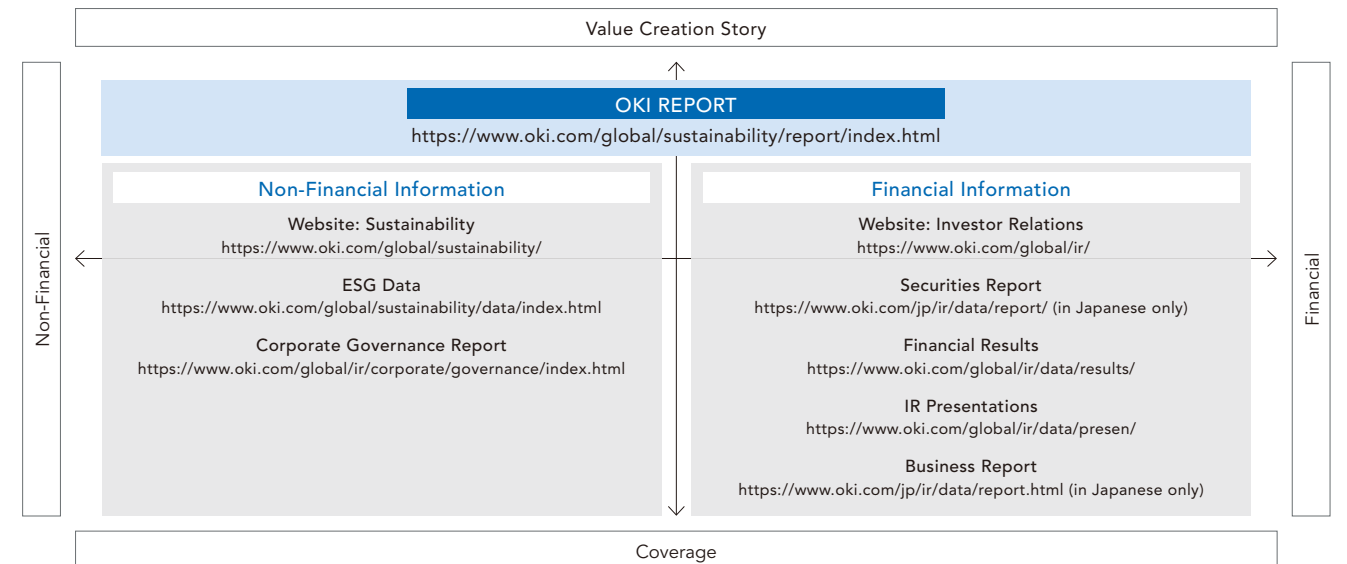 Value Creation Story
Non-Financial
OKI REPORT
https://www.oki.com/global/sustainability/report/index.html
Non-Financial Information
Website: Sustainability
https://www.oki.com/global/sustainability/
ESG Data
https://www.oki.com/global/sustainability/data/index.html
Corporate Governance Report
https://www.oki.com/global/ir/corporate/governance/index.html
Financial Information
Website: Investor Relations
https://www.oki.com/global/ir/
Securities Report
https://www.oki.com/jp/ir/data/report/ (in Japanese only)
Financial Results
https://www.oki.com/global/ir/data/results/
IR Presentations
https://www.oki.com/global/ir/data/presen/
Business Report
https://www.oki.com/jp/ir/data/report.html (in Japanese only)
Financial
Coverage